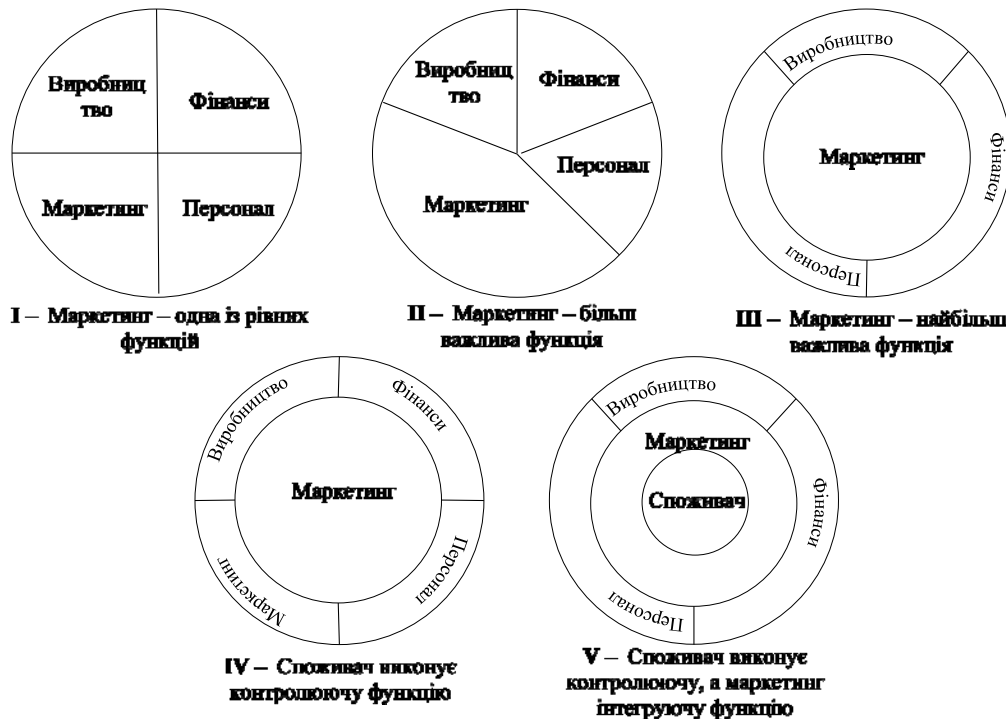 Виробниц
тво
Фінанси
Маркетинг
Персонал
І – Маркетинг – одна із рівних
функцій
Виробниц
тво
Фінанси
Персонал
Маркетинг
ІІ – Маркетинг – більш
важлива функція
Виробництво
Маркетинг
Фінанси
Персонал
ІІІ – Маркетинг – найбільш
важлива функція
Виробництво
Фінанси
Маркетинг
Маркетинг
Персонал
IV – Споживач виконує
контролюючу функцію
Виробництво
Маркетинг
Споживач
Фінанси
Персонал
V – Споживач виконує
контролюючу, а маркетинг
інтегруючу функцію